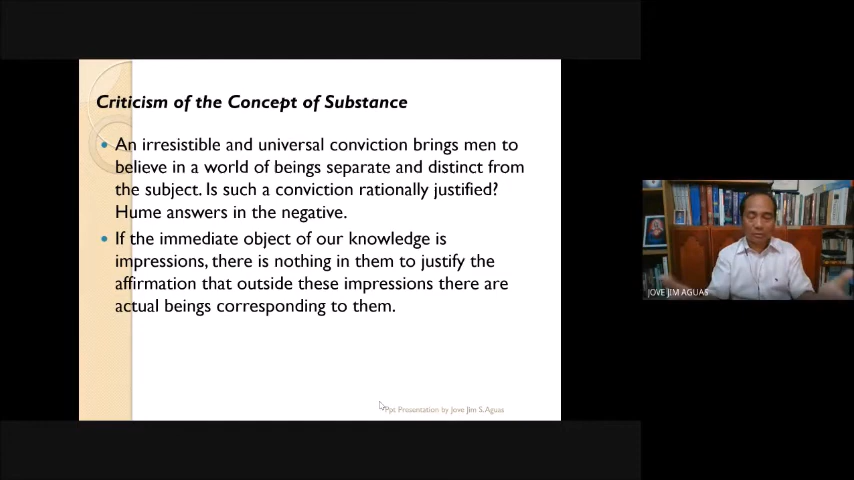 Criticism of the Concept of Substance
An irresistible and universal conviction brings men to
believe in a world of beings separate and distinct from
the subject. Is such a conviction rationally justified?
Hume answers in the negative.
If the immediate object of our knowledge is
impressions, there is nothing in them to justify the
affirmation that outside these impressions there are
actual beings corresponding to them.
Ppt Presentation by Jove Jim S.Aguas
JOVE JIM AGUAS